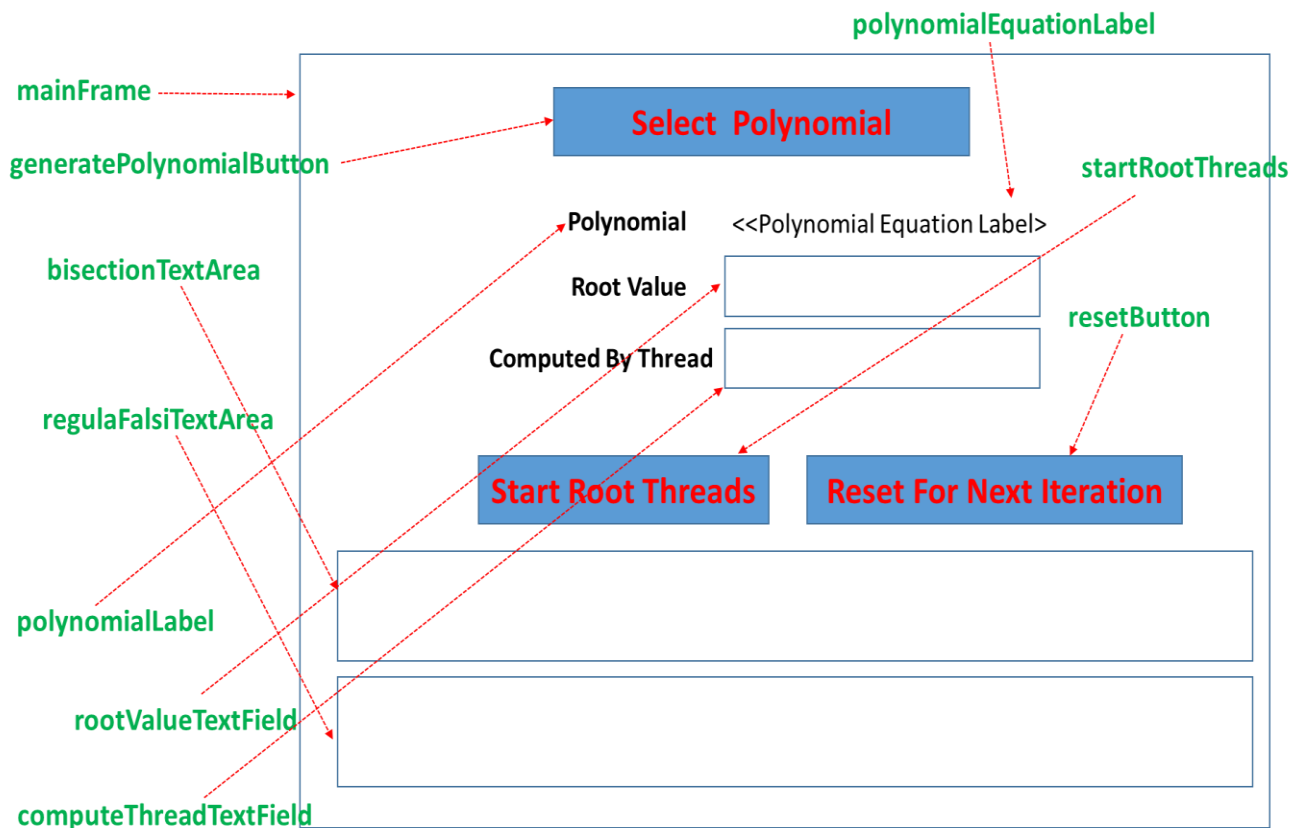 polynomialEquationLabel
mainFrame
Select Polynomial
generatePolynomialButton
startRootThreads
Polynomial <<Polynomial Equation Label>
bisectionTextArea
Root Value
resetButton
Computed By Thread
regulaFalsiTextArea
Start Root Threads Reset For Next Iteration
polynomialLabel
rootValueTextField
computeThreadTextField